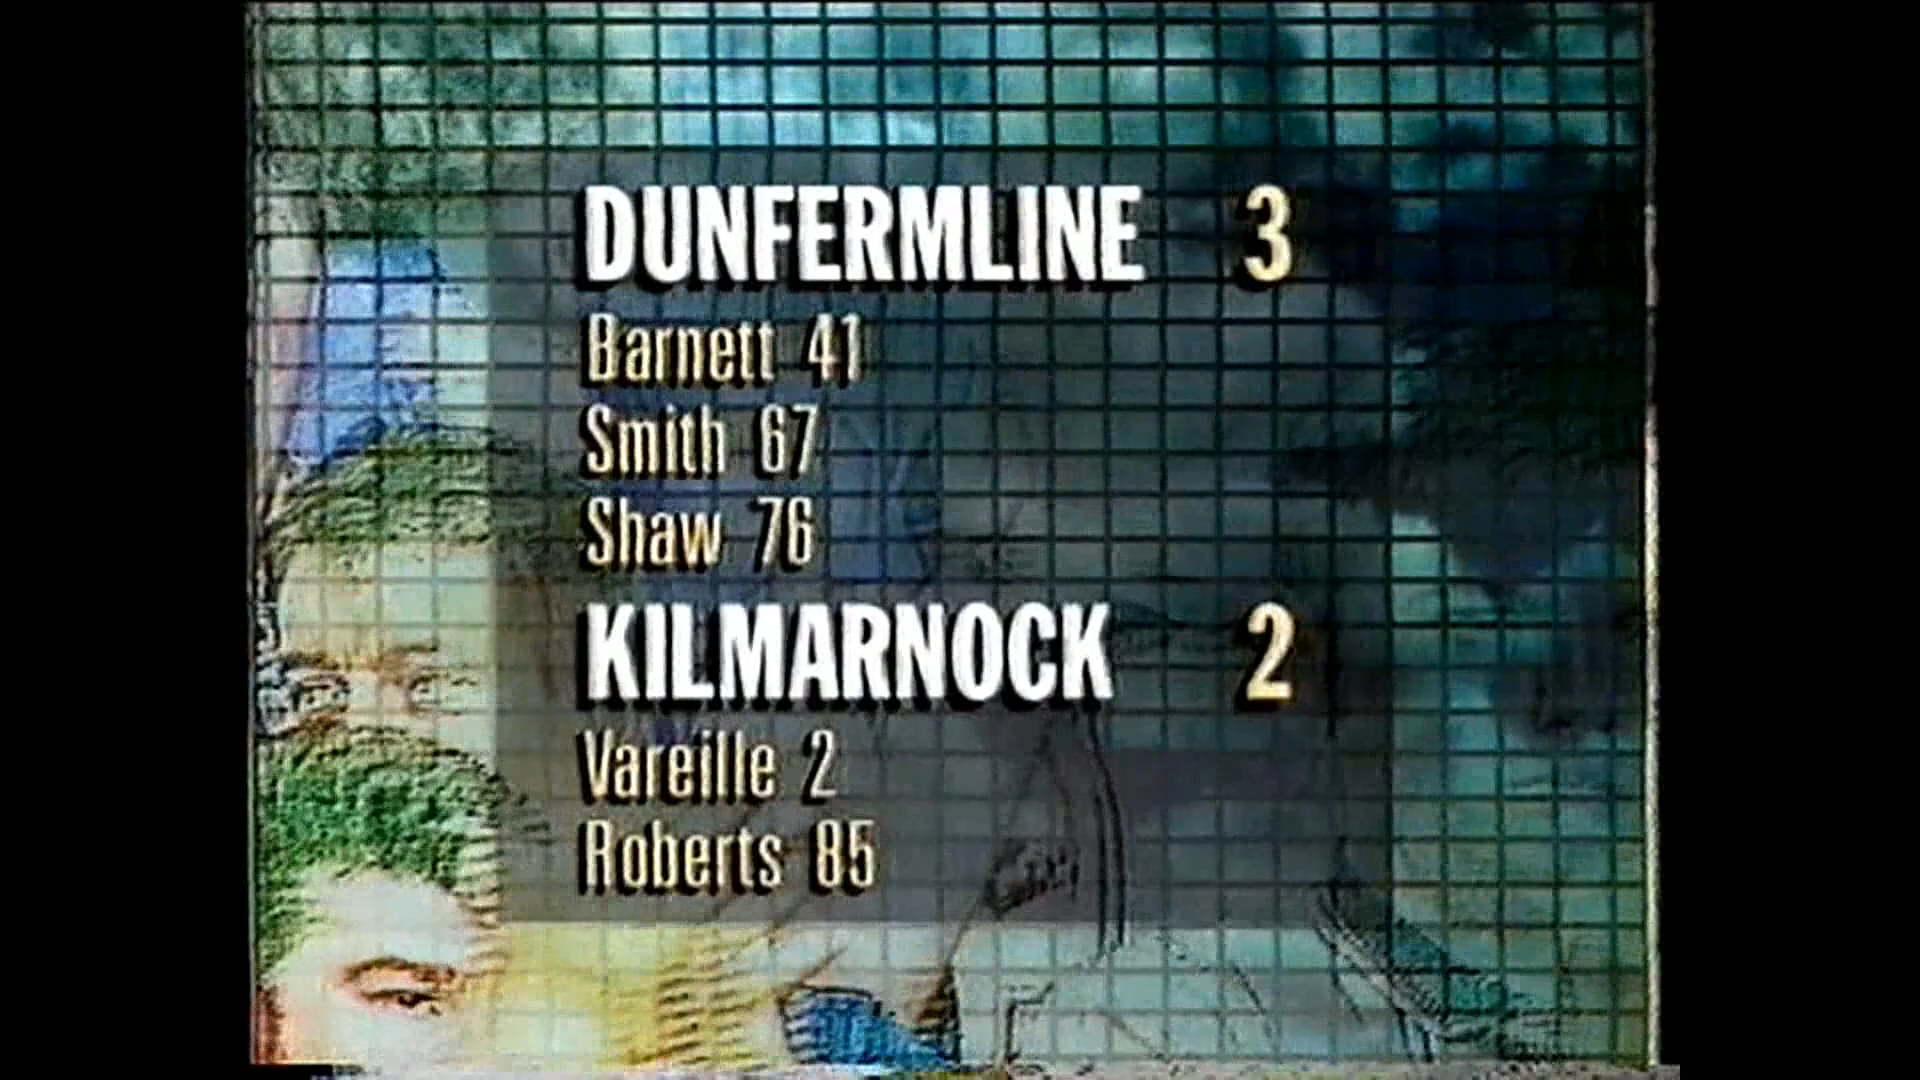 DUNFERMLINE 3
Barnett 41
Smith 67
Shaw 76
KILMARNOCK 2
Vareille 2
Roberts 85